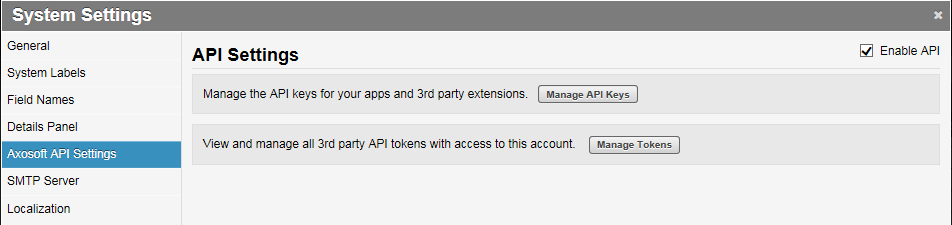 System Settings
General
System Labels
Field Names
Details Panel
Axosoft API Settings
SMTP Server
Localization
API Settings
Enable API
Manage the API keys for your apps and 3rd party extensions. Manage API Keys
View and manage all 3rd party API tokens with access to this account. Manage Tokens